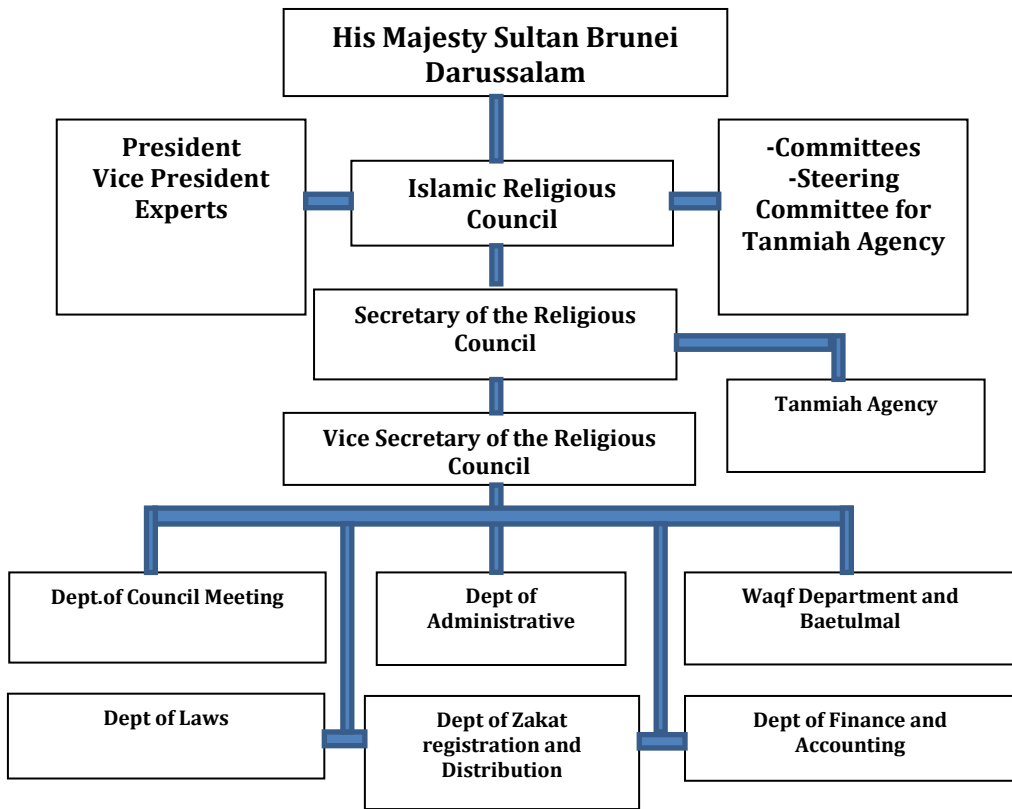 His Majesty Sultan Brunei
Darussalam
President
Vice President
Experts
Islamic Religious
Council
-Committees
-Steering
Committee for
Tanmiah Agency
Secretary of the Religious
Council
Tanmiah Agency
Vice Secretary of the Religious
Council
Dept.of Council Meeting
Dept of
Administrative
Waqf Department and
Baetulmal
Dept of Laws
Dept of Zakat
registration and
Distribution
Dept of Finance and
Accounting